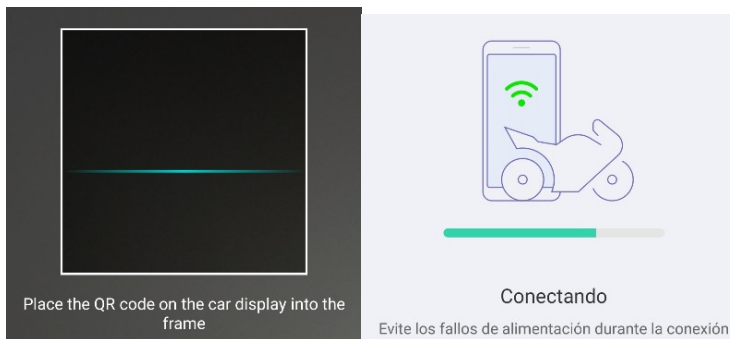 Place the QR code on the car display into the
frame
Conectando
Evite los fallos de alimentación durante la conexión